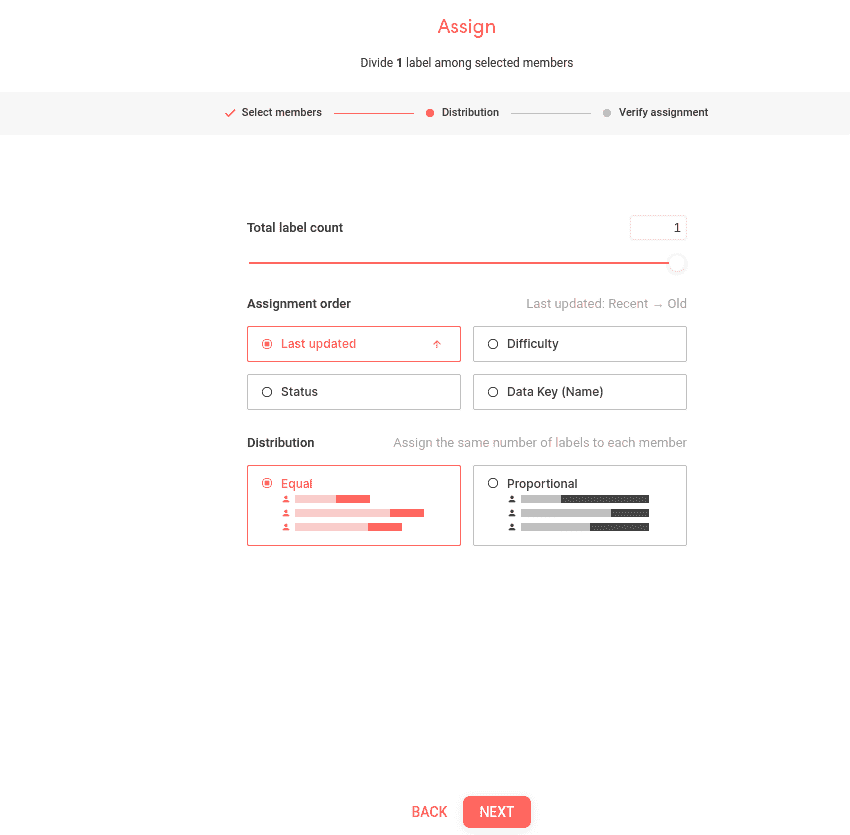 Assign
Divide 1 label among selected members
Select members Distribution Verify assignment
Total label count 1
Assignment order Last updated: Recent → Old
Last updated ↑ Difficulty
Status Data Key (Name)
Distribution Assign the same number of labels to each member
Equal Proportional
BACK NEXT